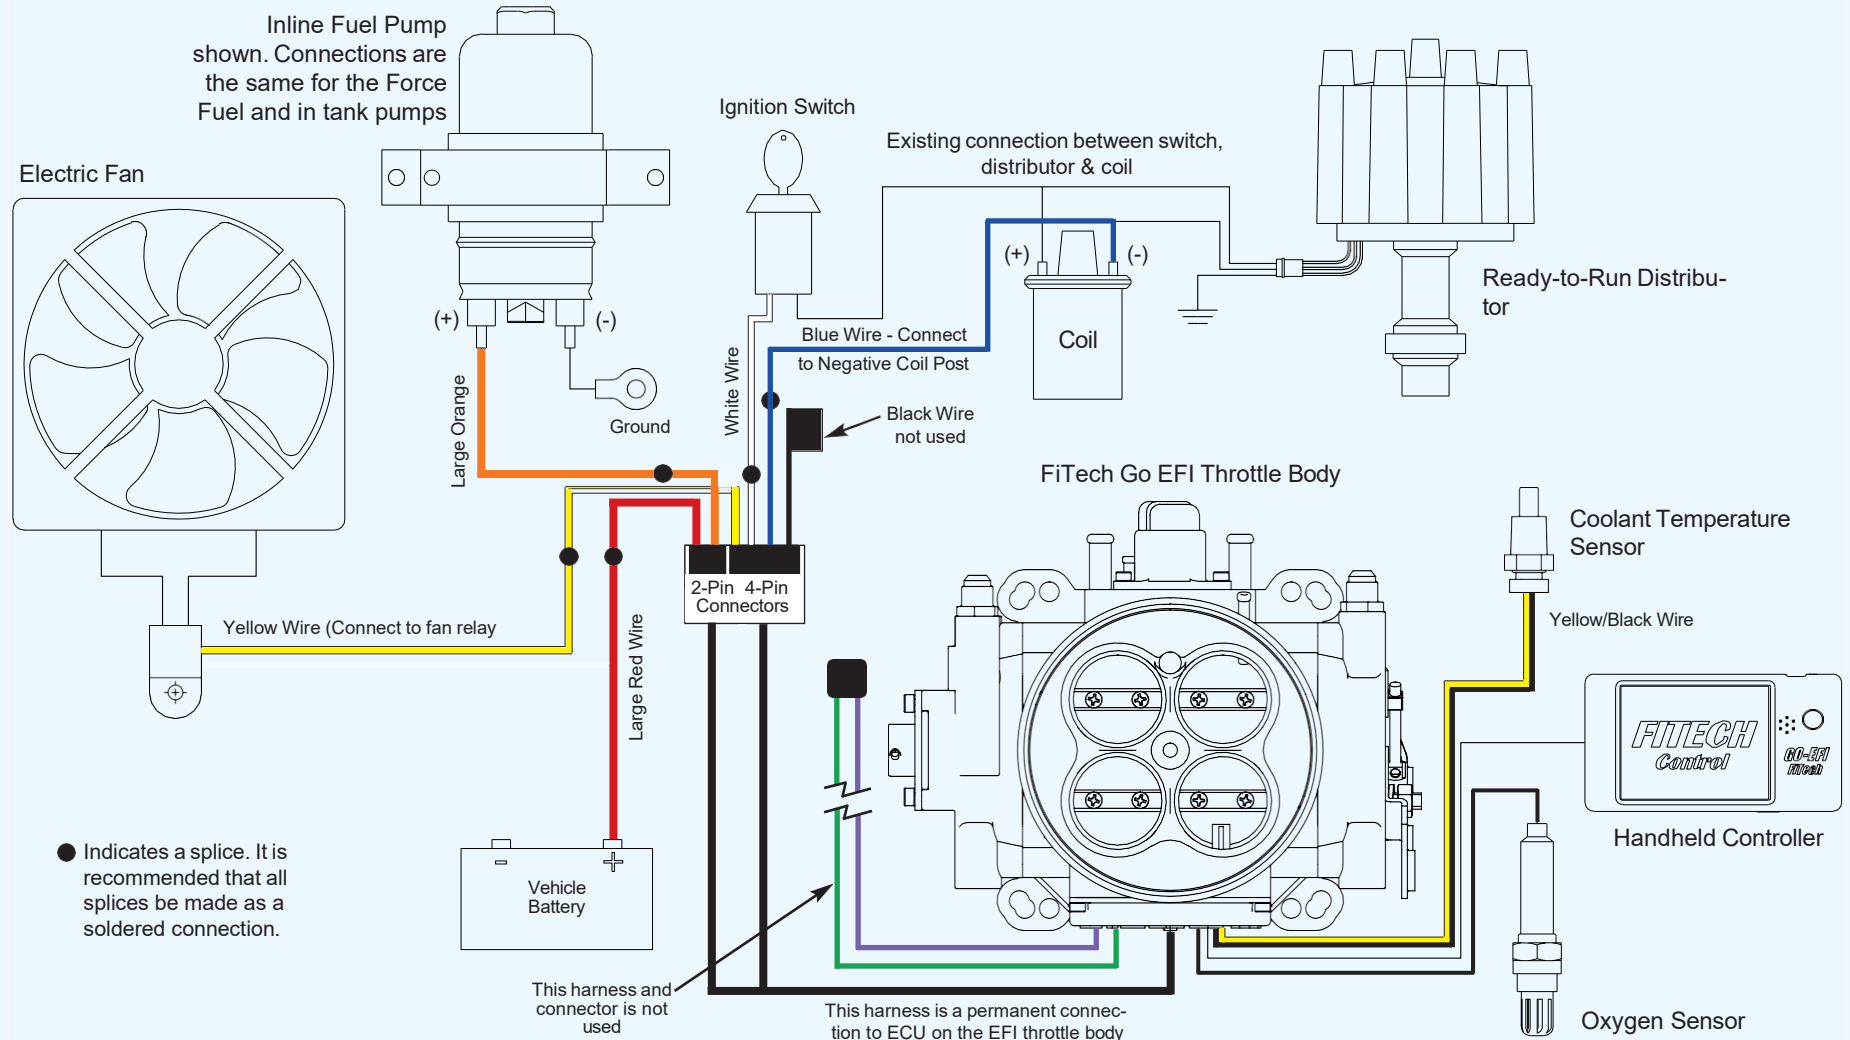 Inline Fuel Pump
shown. Connections are
the same for the Force
Fuel and in tank pumps
Electric Fan
(+)
(-)
Ground
Large Orange
Ignition Switch
White Wire
Existing connection between switch,
distributor & coil
(+)
(-)
Coil
Blue Wire - Connect
to Negative Coil Post
Black Wire
not used
Ready-to-Run Distribu-
tor
2-Pin 4-Pin
Connectors
Yellow Wire (Connect to fan relay
Large Red Wire
-
+
Vehicle
Battery
Indicates a splice. It is
recommended that all
splices be made as a
soldered connection.
FiTech Go EFI Throttle Body
Coolant Temperature
Sensor
Yellow/Black Wire
FITECH
Control
GO-EFI
FiTech
Handheld Controller
Oxygen Sensor
This harness and
connector is not
used
This harness is a permanent connec-
tion to ECU on the EFI throttle body